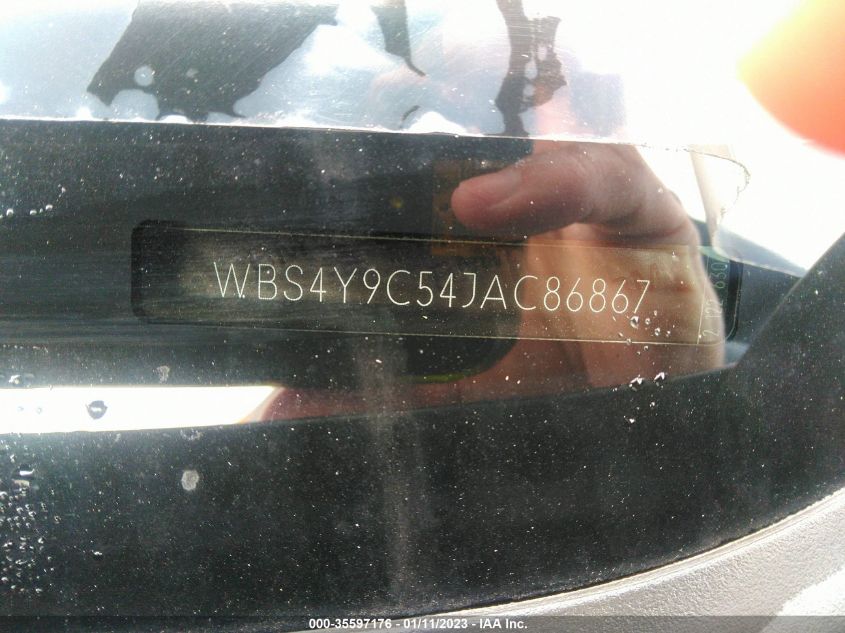 WBS4Y9C54JAC86867
000-35597176 - 01/11/2023 - IAA Inc.